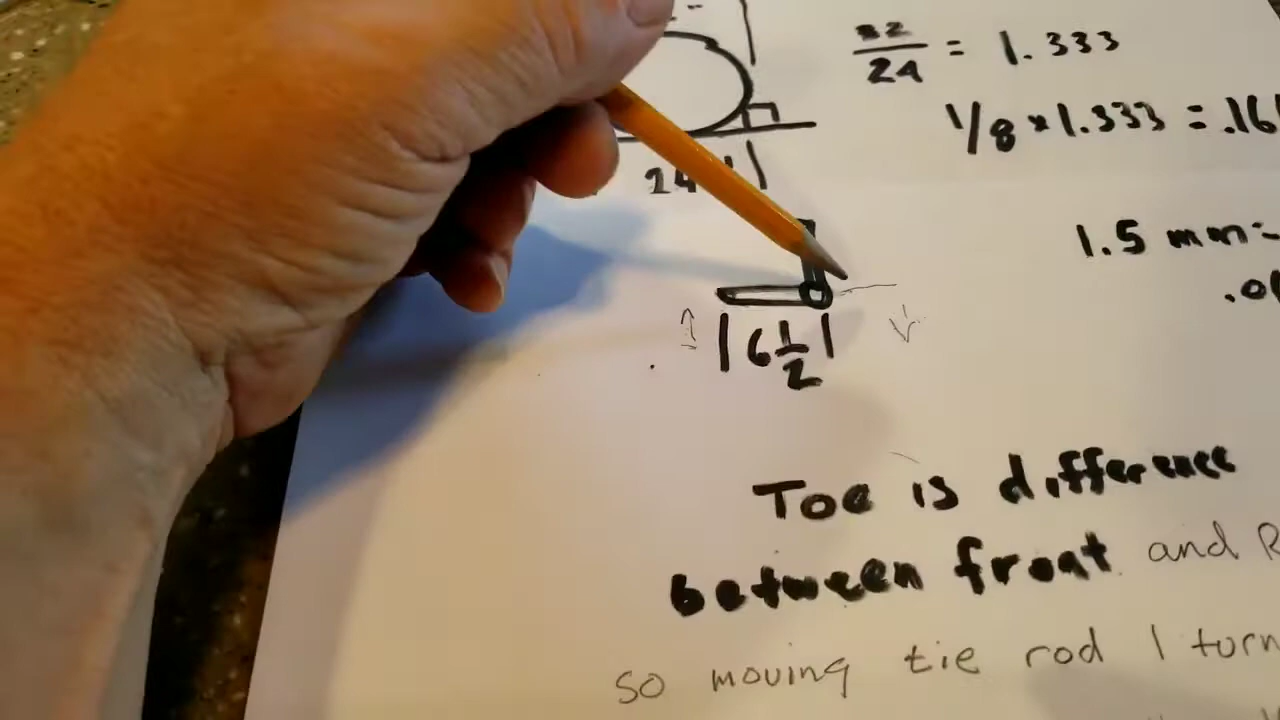 32/24 = 1.333
1/8 * 1.333 = .16
24
1.5 mm =
6 1/2
Toe is difference
between front and R
so moving tie rod 1 turn